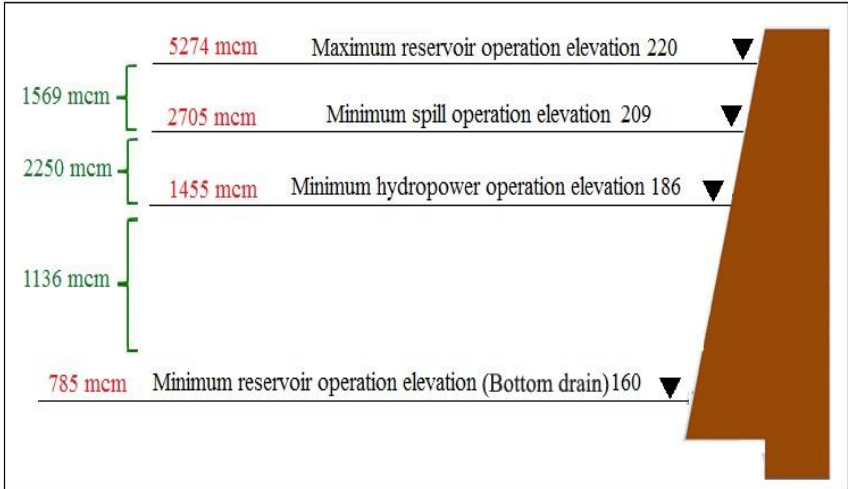 5274 mcm Maximum reservoir operation elevation 220
1569 mcm
2705 mcm Minimum spill operation elevation 209
2250 mcm
1455 mcm Minimum hydropower operation elevation 186
1136 mcm
785 mcm Minimum reservoir operation elevation (Bottom drain)160